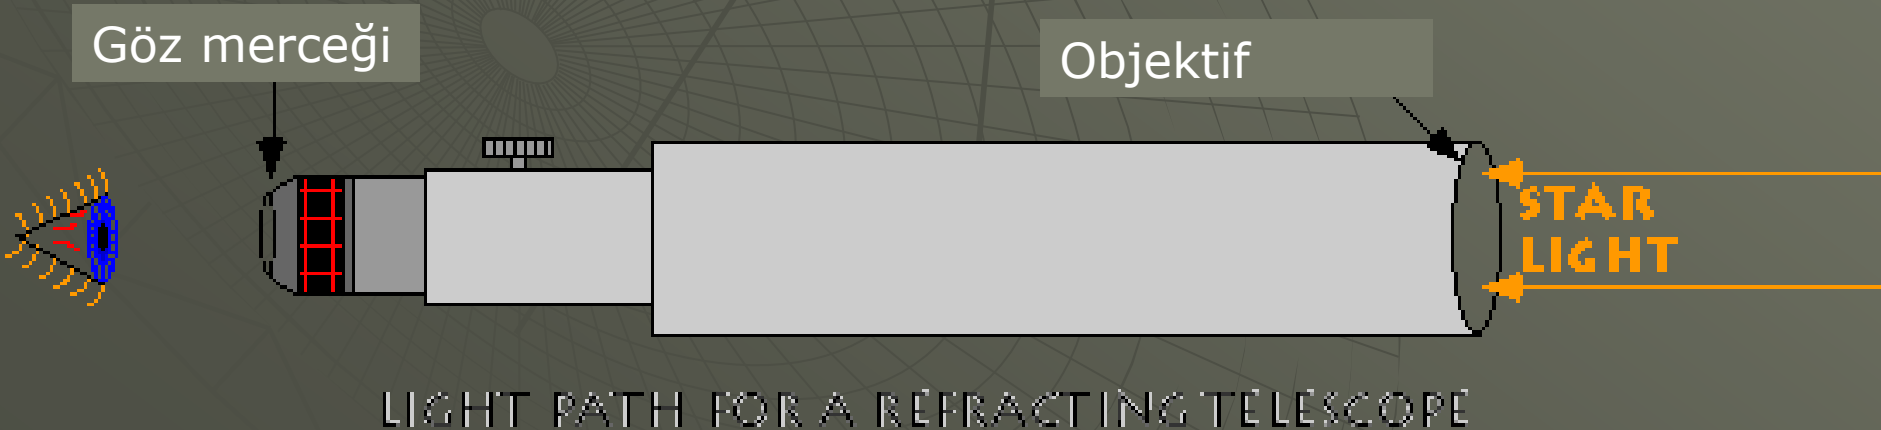 Göz merceği
Objektif
STAR
LIGHT
LIGHT PATH FOR A REFRACTING TELESCOPE